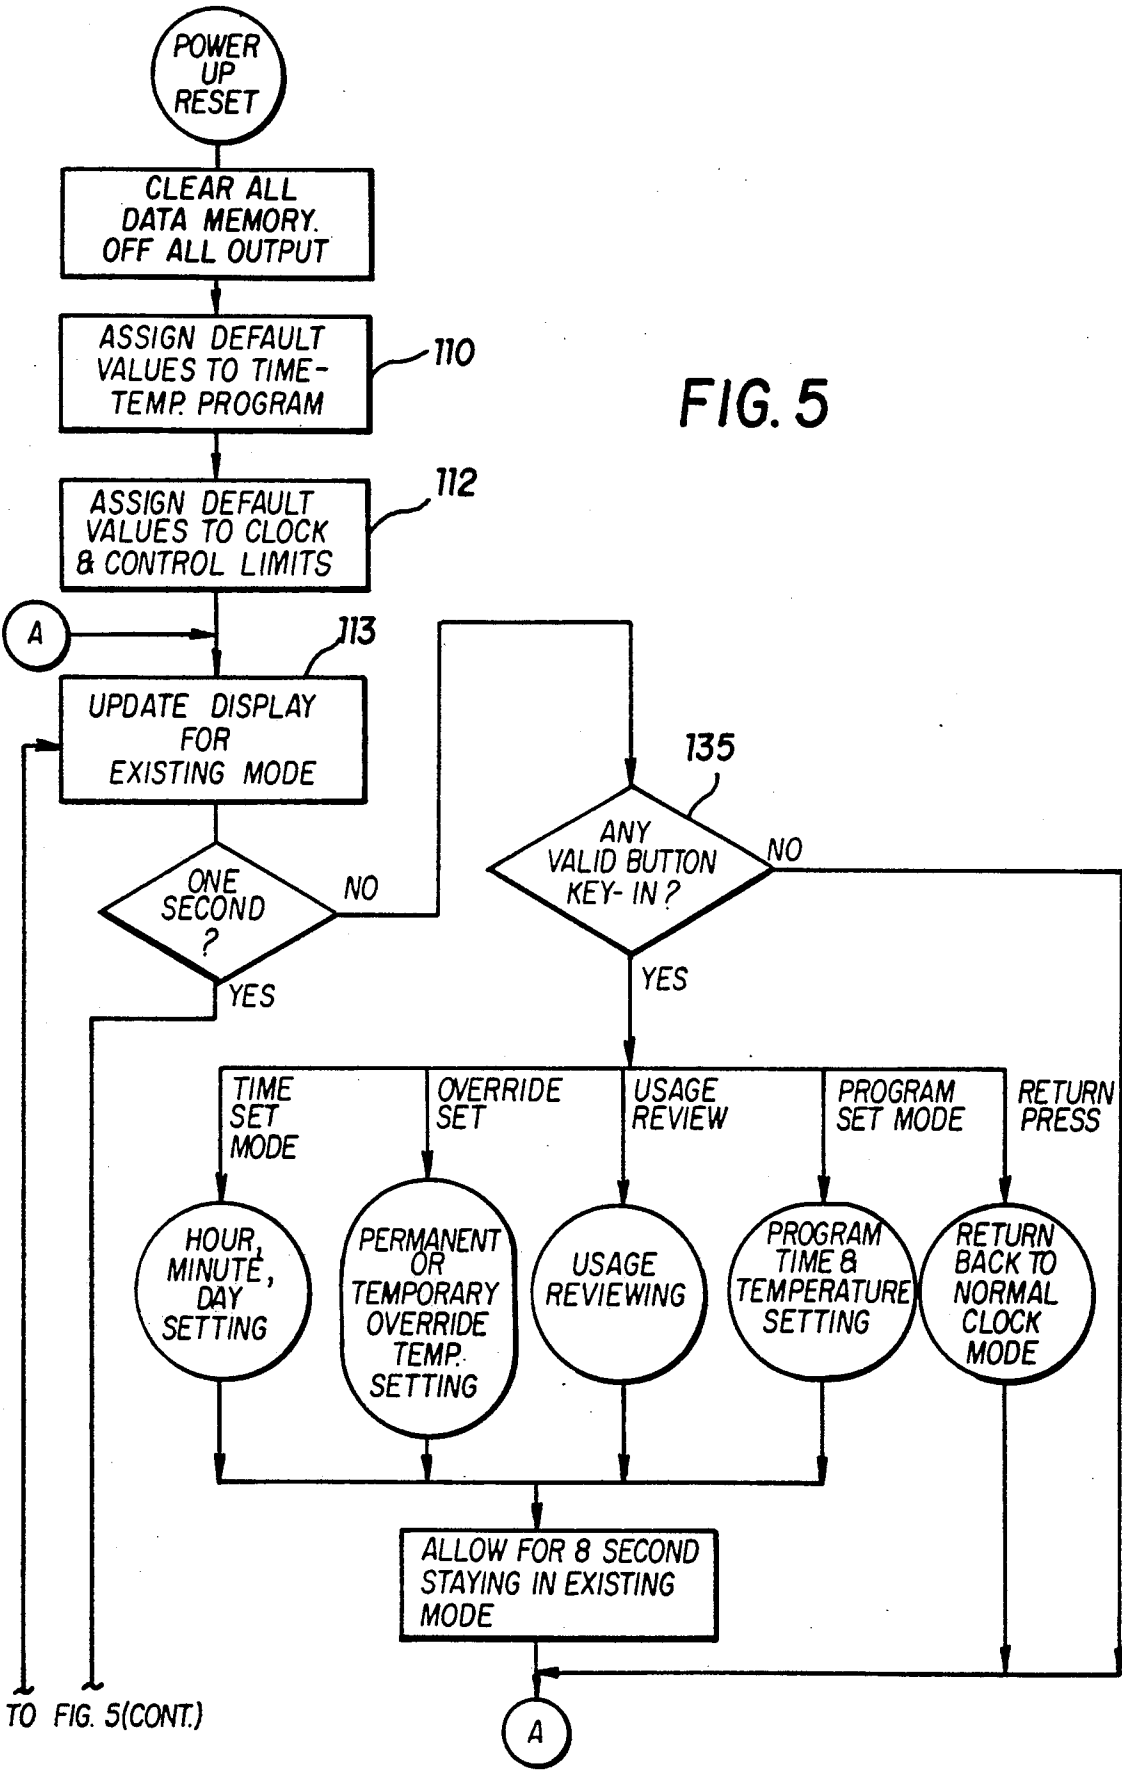 POWER
UP
RESET
CLEAR ALL
DATA MEMORY.
OFF ALL OUTPUT
ASSIGN DEFAULT
VALUES TO TIME-
TEMP. PROGRAM
110
FIG. 5
ASSIGN DEFAULT
VALUES TO CLOCK
& CONTROL LIMITS
112
A
113
UPDATE DISPLAY
FOR
EXISTING MODE
ONE
SECOND
?
NO
YES
135
ANY
VALID BUTTON
KEY-IN ?
NO
YES
TIME
SET
MODE
OVERRIDE
SET
USAGE
REVIEW
PROGRAM
SET MODE
RETURN
PRESS
HOUR,
MINUTE,
DAY
SETTING
PERMANENT
OR
TEMPORARY
OVERRIDE
TEMP.
SETTING
USAGE
REVIEWING
PROGRAM
TIME &
TEMPERATURE
SETTING
RETURN
BACK TO
NORMAL
CLOCK
MODE
ALLOW FOR 8 SECOND
STAYING IN EXISTING
MODE
TO FIG. 5(CONT.)
A